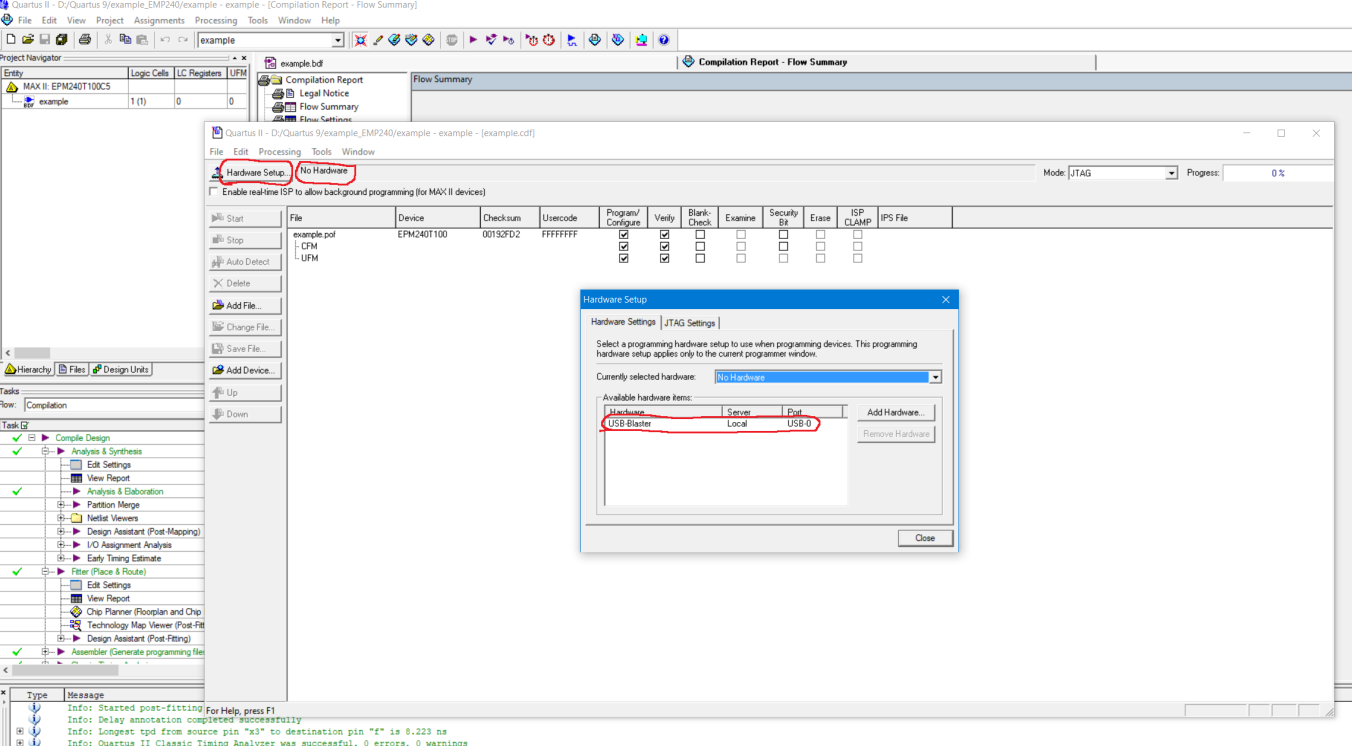 Quartus II - D:/Quartus 9/example_EMP240/example - example - [Compilation Report - Flow Summary]
File Edit View Project Assignments Processing Tools Window Help
example
Project Navigator
Entity Logic Cells LC Registers UFM
MAX II: EPM240T100C5
example 1 (1) 0 0
Hierarchy Files Design Units
Tasks
Flow: Compilation
Task
Compile Design
Analysis & Synthesis
Edit Settings
View Report
Analysis & Elaboration
Partition Merge
Netlist Viewers
Design Assistant (Post-Mapping)
I/O Assignment Analysis
Early Timing Estimate
Fitter (Place & Route)
Edit Settings
View Report
Chip Planner (Floorplan and Chip
Technology Map Viewer (Post-Fitt
Design Assistant (Post-Fitting)
Assembler (Generate programming files
example.bdf
Compilation Report - Flow Summary
Compilation Report
Legal Notice
Flow Summary
Flow Settings
Flow Summary
Quartus II - D:/Quartus 9/example_EMP240/example - example - [example.cdf]
File Edit Processing Tools Window
Hardware Setup... No Hardware
Mode: JTAG Progress: 0 %
Enable real-time ISP to allow background programming (for MAX II devices)
Start
Stop
Auto Detect
Delete
Add File...
Change File...
Save File...
Add Device...
Up
Down
File Device Checksum Usercode Program/ Configure Verify Blank- Check Examine Security Bit Erase ISP CLAMP IPS File
example.pof EPM240T100 00192FD2 FFFFFFFF
CFM
UFM
Hardware Setup
Hardware Settings JTAG Settings
Select a programming hardware setup to use when programming devices. This programming
hardware setup applies only to the current programmer window.
Currently selected hardware: No Hardware
Available hardware items:
Hardware Server Port
USB-Blaster Local USB-0
Add Hardware...
Remove Hardware
Close
For Help, press F1
Type Message
Info: Started post-fitting
Info: Delay annotation completed successfully
Info: Longest tpd from source pin "x3" to destination pin "f" is 8.223 ns
Info: Quartus II Classic Timing Analyzer was successful. 0 errors, 0 warnings